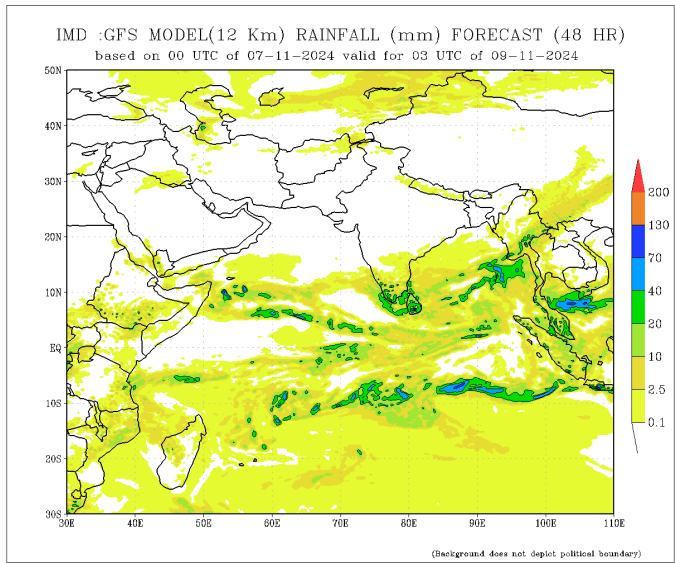 IMD :GFS MODEL(12 Km) RAINFALL (mm) FORECAST (48 HR)
based on 00 UTC of 07-11-2024 valid for 03 UTC of 09-11-2024
50N
40N
30N
20N
10N
EQ
10S
20S
30S
30E 40E 50E 60E 70E 80E 90E 100E 110E
200
130
70
40
20
10
2.5
0.1
(Background does not depict political boundary)